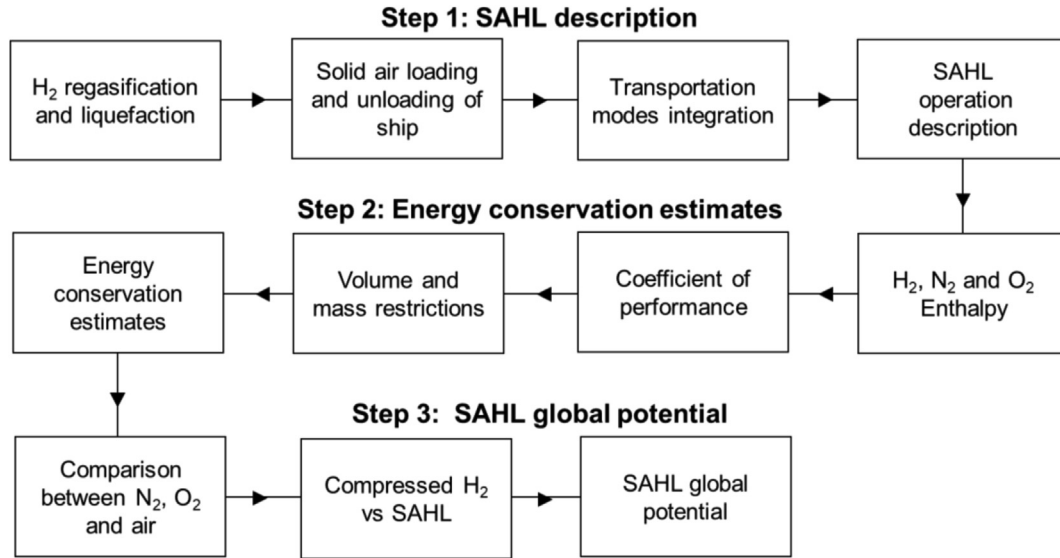 Step 1: SAHL description
H₂ regasification
and liquefaction
Solid air loading
and unloading of
ship
Transportation
modes integration
SAHL
operation
description
Step 2: Energy conservation estimates
Energy
conservation
estimates
Volume and
mass restrictions
Coefficient of
performance
H₂, N₂ and O₂
Enthalpy
Step 3:  SAHL global potential
Comparison
between N₂, O₂
and air
Compressed H₂
vs SAHL
SAHL global
potential